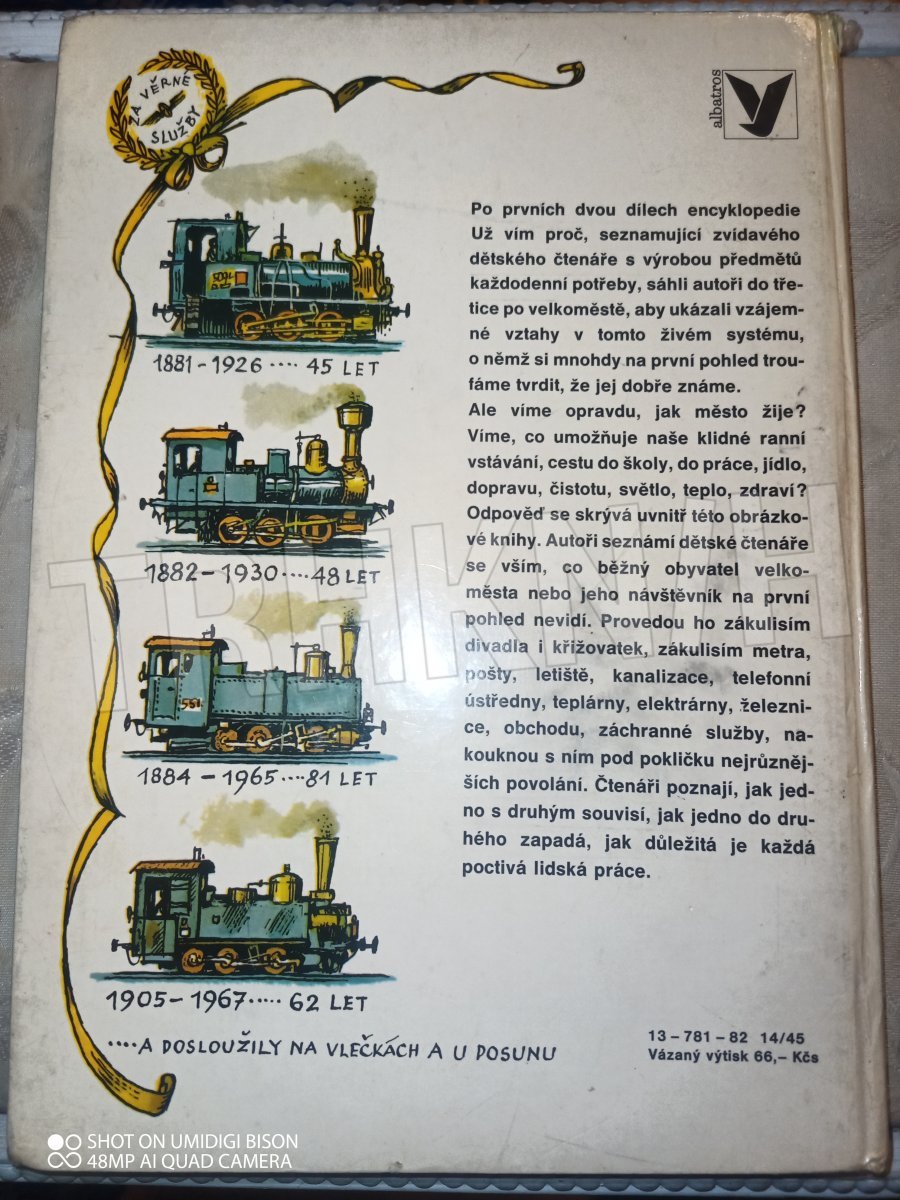 ZA VĚRNÉ
SLUŽBY
albatros
1881-1926 .... 45 LET
1882-1930 .... 48 LET
551
1884-1965 .... 81 LET
1905-1967 ..... 62 LET
.... A DOSLOUŽILY NA VLEČKÁCH A U POSUNU
Po prvních dvou dílech encyklopedie
Už vím proč, seznamující zvídavého
dětského čtenáře s výrobou předmětů
každodenní potřeby, sáhli autoři do tře-
tice po velkoměstě, aby ukázali vzájem-
né vztahy v tomto živém systému,
o němž si mnohdy na první pohled trou-
fáme tvrdit, že jej dobře známe.
Ale víme opravdu, jak město žije?
Víme, co umožňuje naše klidné ranní
vstávání, cestu do školy, do práce, jídlo,
dopravu, čistotu, světlo, teplo, zdraví?
Odpověď se skrývá uvnitř této obrázko-
vé knihy. Autoři seznámí dětské čtenáře
se vším, co běžný obyvatel velko-
města nebo jeho návštěvník na první
pohled nevidí. Provedou ho zákulisím
divadla i křižovatek, zákulisím metra,
pošty, letiště, kanalizace, telefonní
ústředny, teplárny, elektrárny, železni-
ce, obchodu, záchranné služby, na-
kouknou s ním pod pokličku nejrůzněj-
ších povolání. Čtenáři poznají, jak jed-
no s druhým souvisí, jak jedno do dru-
hého zapadá, jak důležitá je každá
poctivá lidská práce.
13-781-82 14/45
Vázaný výtisk 66,- Kčs
SHOT ON UMIDIGI BISON
48MP AI QUAD CAMERA